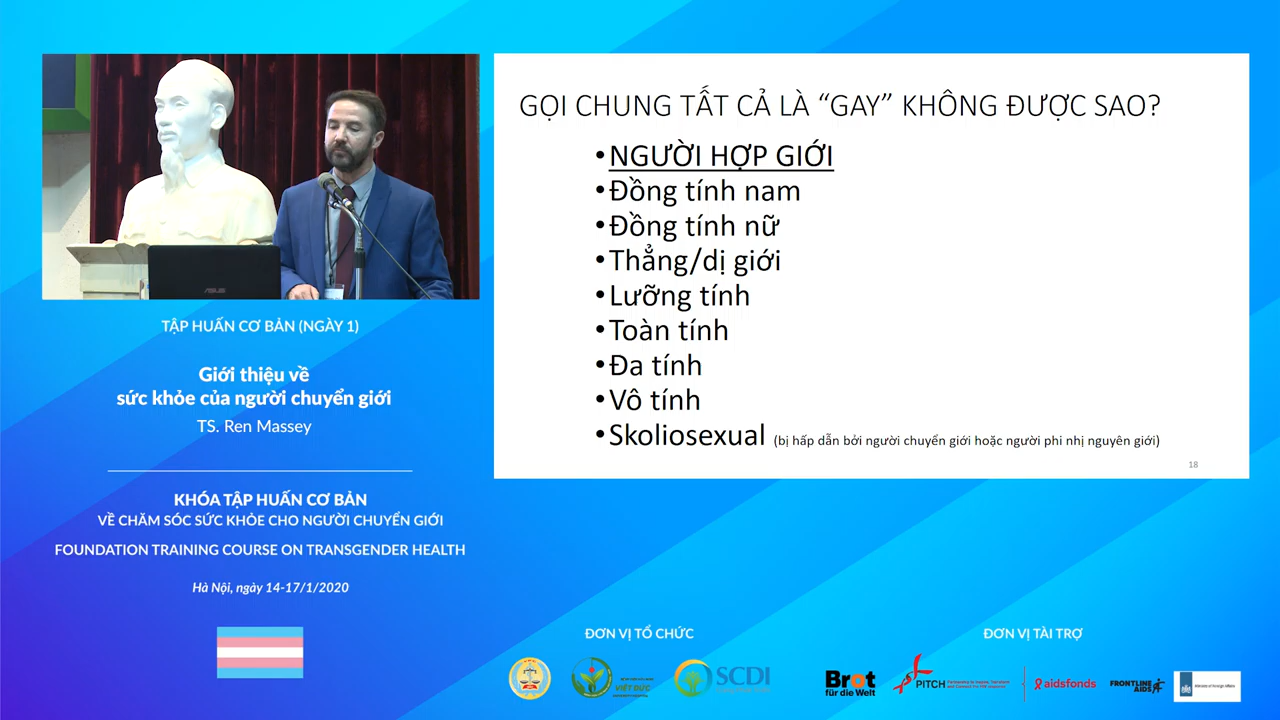 ASUS
TẬP HUẤN CƠ BẢN (NGÀY 1)
Giới thiệu về
sức khỏe của người chuyển giới
TS. Ren Massey
KHÓA TẬP HUẤN CƠ BẢN
VỀ CHĂM SÓC SỨC KHỎE CHO NGƯỜI CHUYỂN GIỚI
FOUNDATION TRAINING COURSE ON TRANSGENDER HEALTH
Hà Nội, ngày 14-17/1/2020
GỌI CHUNG TẤT CẢ LÀ “GAY” KHÔNG ĐƯỢC SAO?
•NGƯỜI HỢP GIỚI
•Đồng tính nam
•Đồng tính nữ
•Thẳng/dị giới
•Lưỡng tính
•Toàn tính
•Đa tính
•Vô tính
•Skoliosexual (bị hấp dẫn bởi người chuyển giới hoặc người phi nhị nguyên giới)
18
ĐƠN VỊ TỔ CHỨC
VIỆT ĐỨC
SCDI
ĐƠN VỊ TÀI TRỢ
Brot
für die Welt
PITCH
aidsfonds
FRONTLINE
AIDS
Ministry of Foreign Affairs